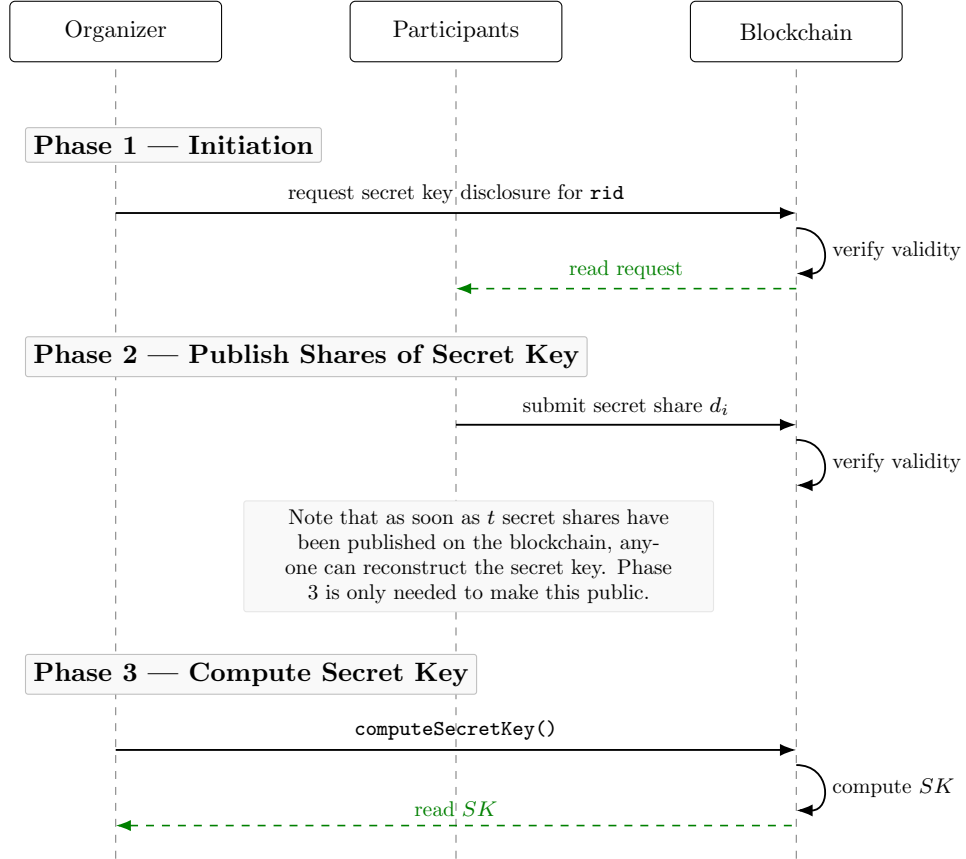 Organizer
Participants
Blockchain
Phase 1 — Initiation
request secret key disclosure for rid
verify validity
read request
Phase 2 — Publish Shares of Secret Key
submit secret share d_i
verify validity
Note that as soon as t secret shares have
been published on the blockchain, any-
one can reconstruct the secret key. Phase
3 is only needed to make this public.
Phase 3 — Compute Secret Key
computeSecretKey()
compute SK
read SK